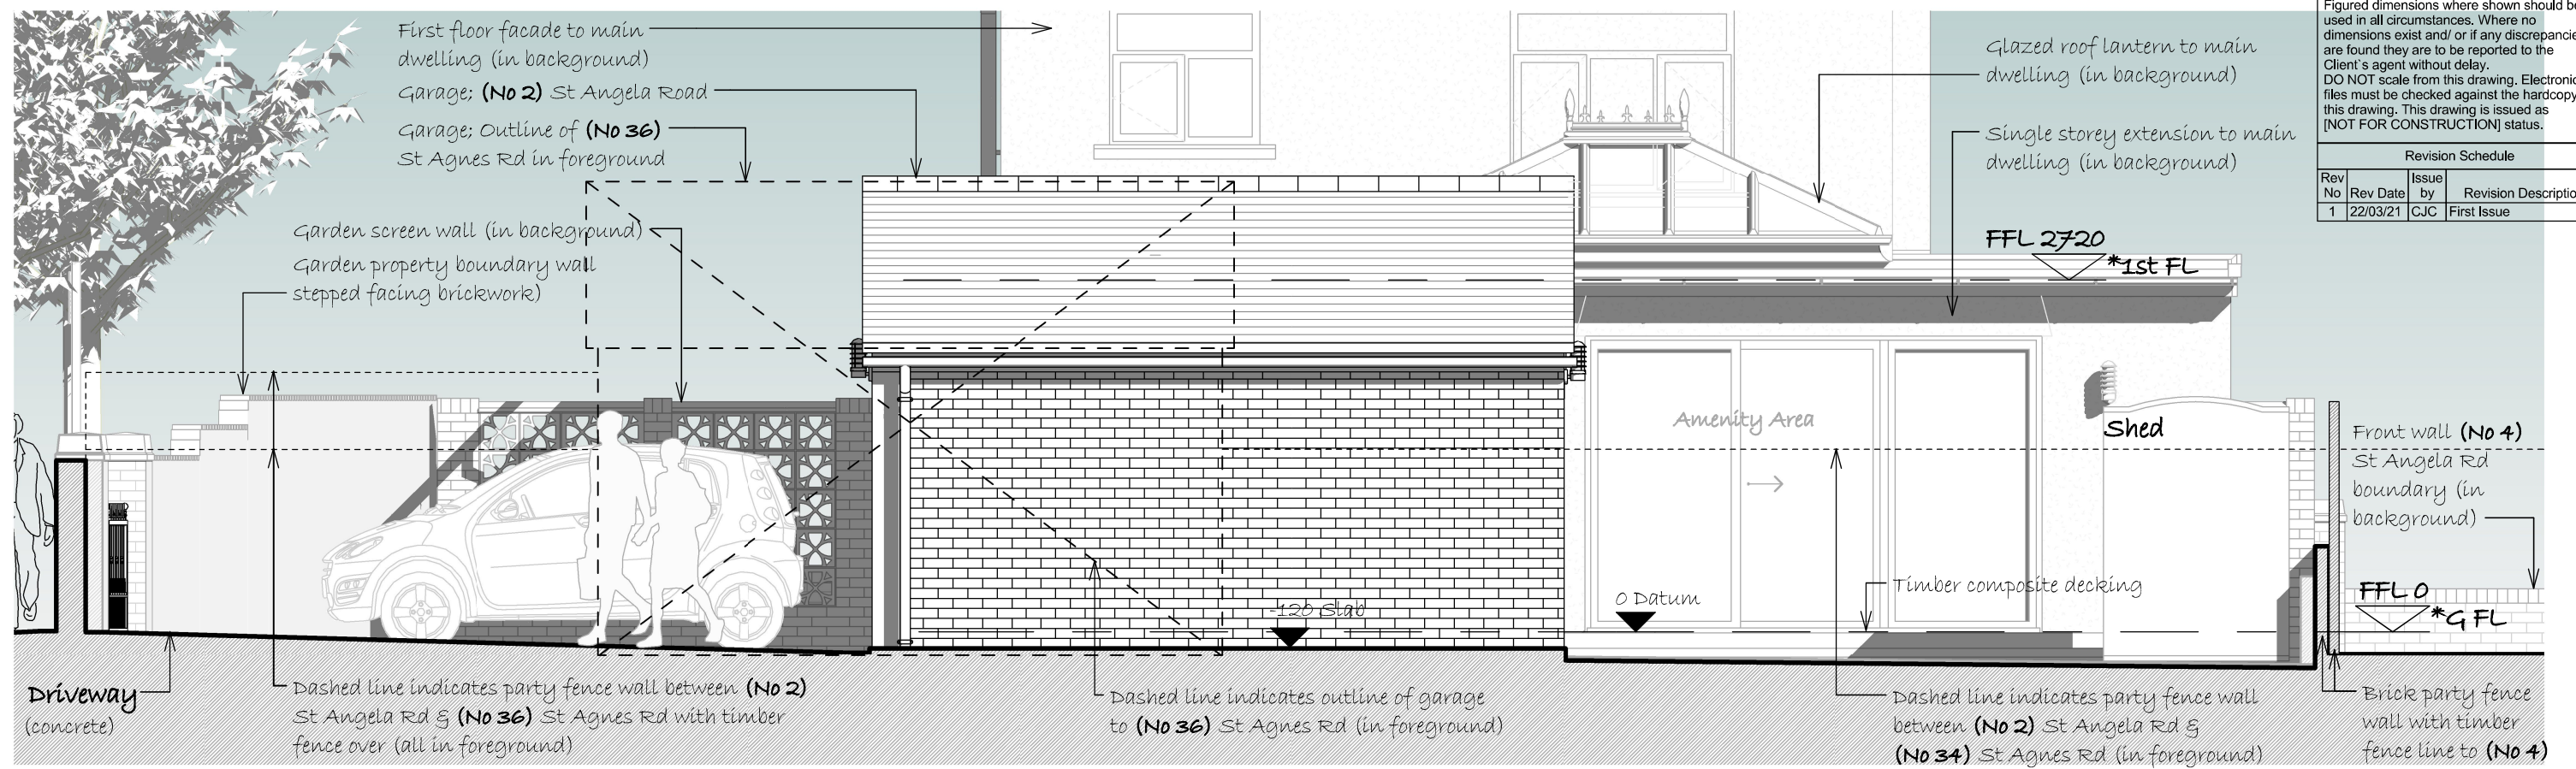 First floor facade to main
dwelling (in background)
Garage; (No 2) St Angela Road
Garage; Outline of (No 36)
St Agnes Rd in foreground
Garden screen wall (in background)
Garden property boundary wall
stepped facing brickwork)
Glazed roof lantern to main
dwelling (in background)
Single storey extension to main
dwelling (in background)
Figured dimensions where shown should be
used in all circumstances. Where no
dimensions exist and/ or if any discrepancie
are found they are to be reported to the
Client`s agent without delay.
DO NOT scale from this drawing. Electronic
files must be checked against the hardcopy
this drawing. This drawing is issued as
[NOT FOR CONSTRUCTION] status.
Revision Schedule
Rev No Rev Date Issue by Revision Descriptio
1 22/03/21 CJC First Issue
FFL 2720
*1st FL
Amenity Area
Shed
Front wall (No 4)
St Angela Rd
boundary (in
background)
Timber composite decking
0 Datum
-120 Slab
FFL 0
*G FL
Driveway
(concrete)
Dashed line indicates party fence wall between (No 2)
St Angela Rd & (No 36) St Agnes Rd with timber
fence over (all in foreground)
Dashed line indicates outline of garage
to (No 36) St Agnes Rd (in foreground)
Dashed line indicates party fence wall
between (No 2) St Angela Rd &
(No 34) St Agnes Rd (in foreground)
Brick party fence
wall with timber
fence line to (No 4)